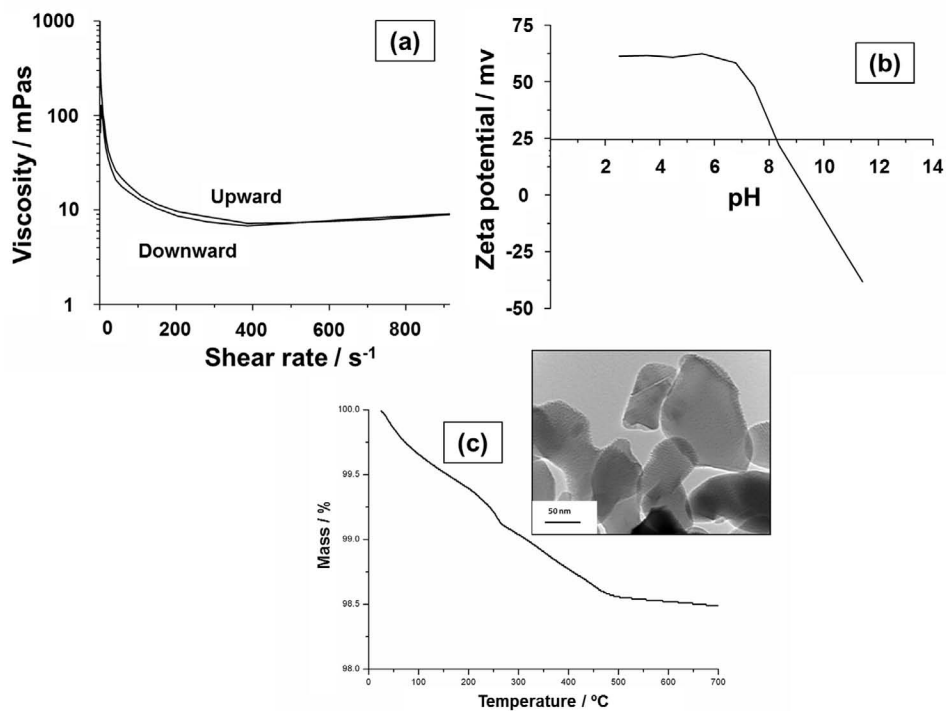 1000
100
10
1
Viscosity / mPas
(a)
Upward
Downward
0 200 400 600 800
Shear rate / s-1
75
50
25
0
-25
-50
Zeta potential / mv
(b)
2 4 6 8 10 12 14
pH
100.0
99.5
99.0
98.5
98.0
Mass / %
(c)
50 nm
0 100 200 300 400 500 600 700
Temperature / ºC